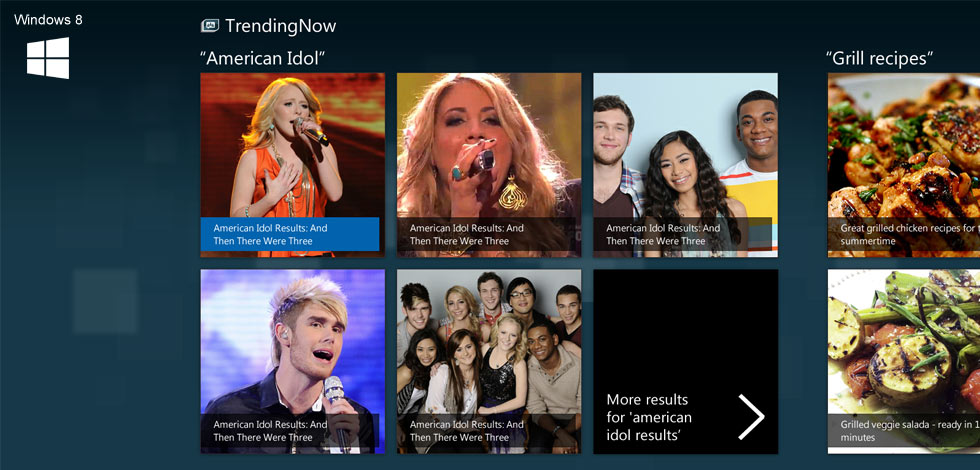 Windows 8
TrendingNow
“American Idol”
“Grill recipes”
American Idol Results: And
Then There Were Three
American Idol Results: And
Then There Were Three
American Idol Results: And
Then There Were Three
Great grilled chicken recipes for
summertime
American Idol Results: And
Then There Were Three
American Idol Results: And
Then There Were Three
More results
for 'american
idol results'
Grilled veggie salada - ready in 1
minutes